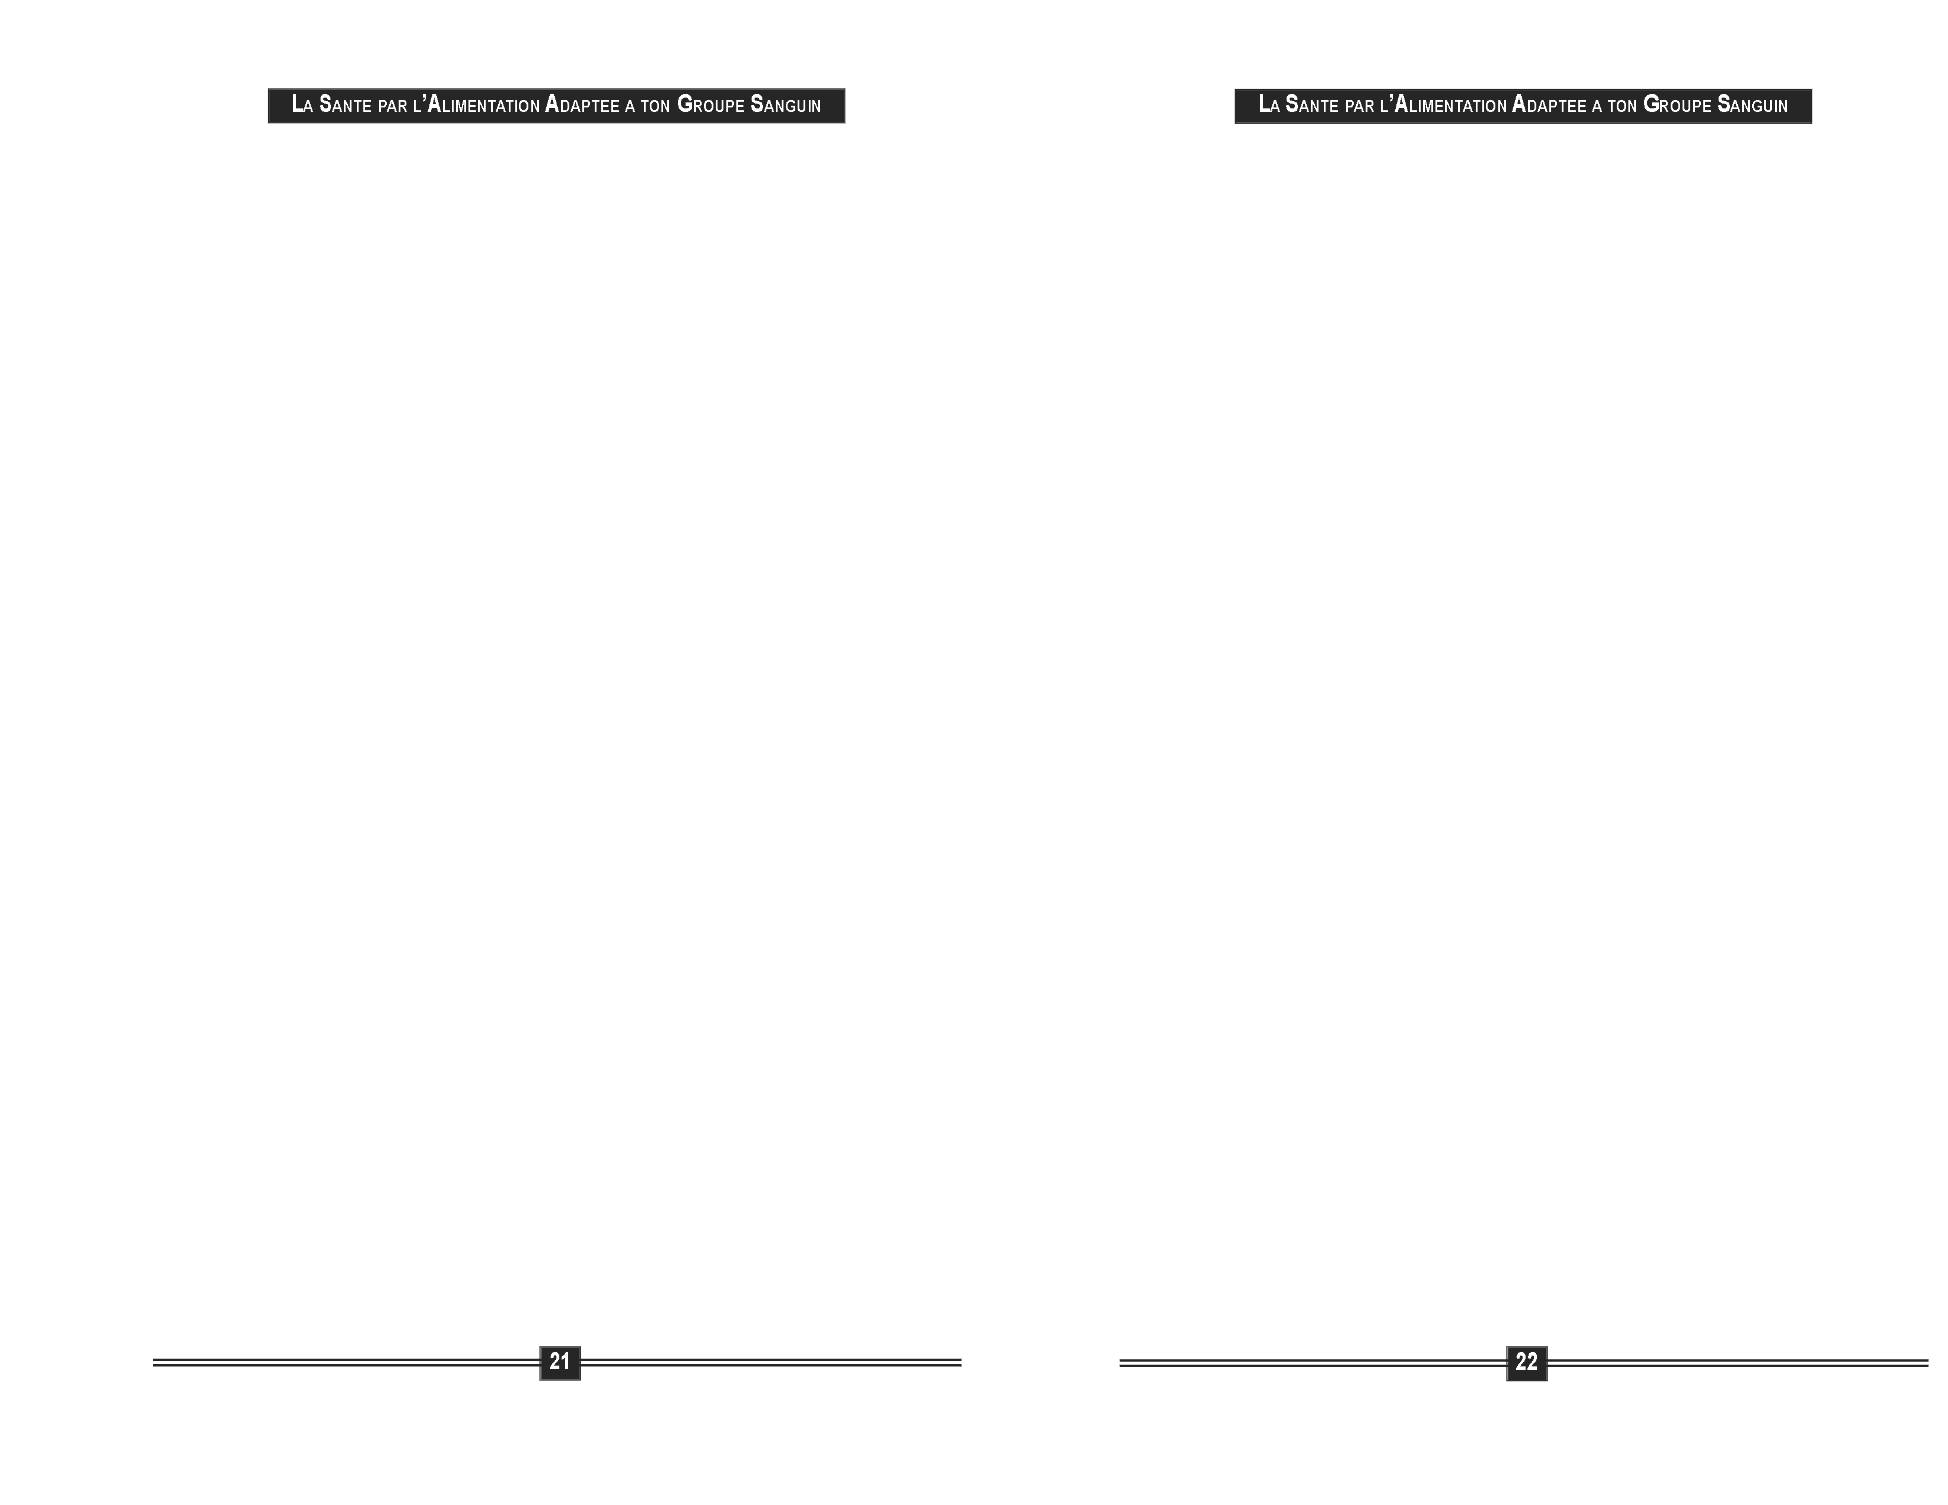 LA SANTE PAR L’ALIMENTATION ADAPTEE A TON GROUPE SANGUIN
21
LA SANTE PAR L’ALIMENTATION ADAPTEE A TON GROUPE SANGUIN
22